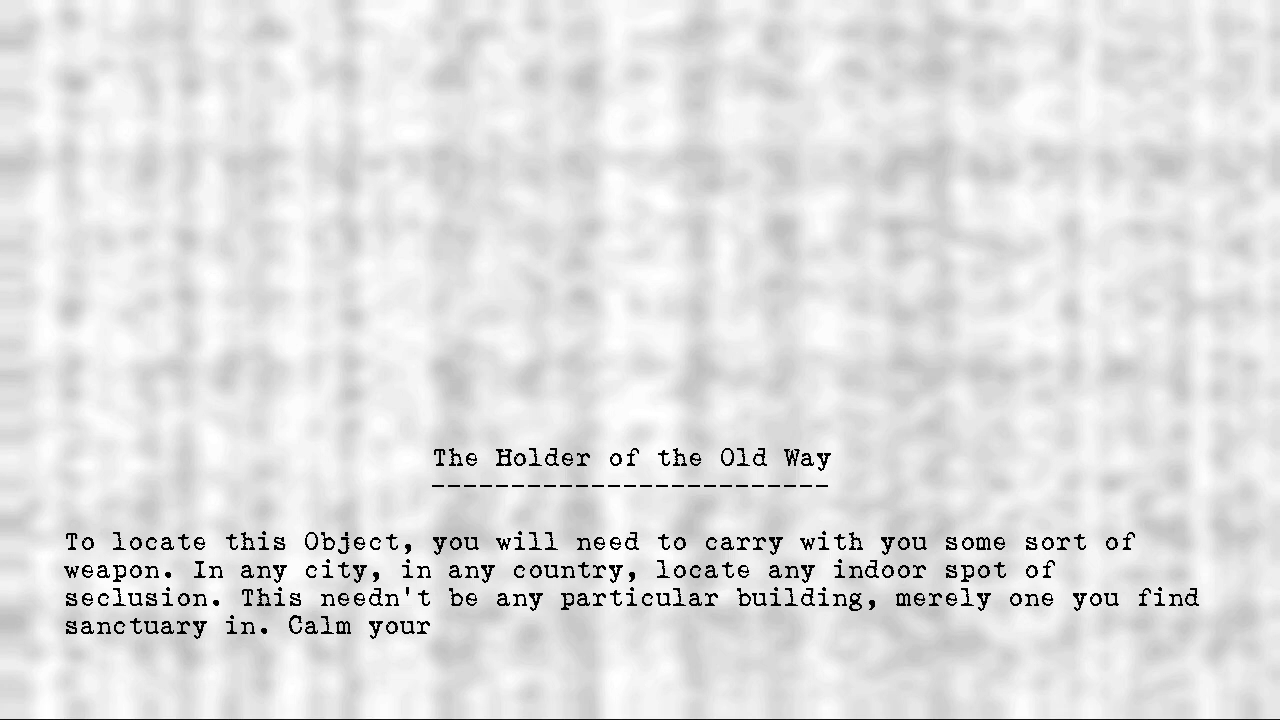 The Holder of the Old Way
-------------------------
To locate this Object, you will need to carry with you some sort of
weapon. In any city, in any country, locate any indoor spot of
seclusion. This needn't be any particular building, merely one you find
sanctuary in. Calm your